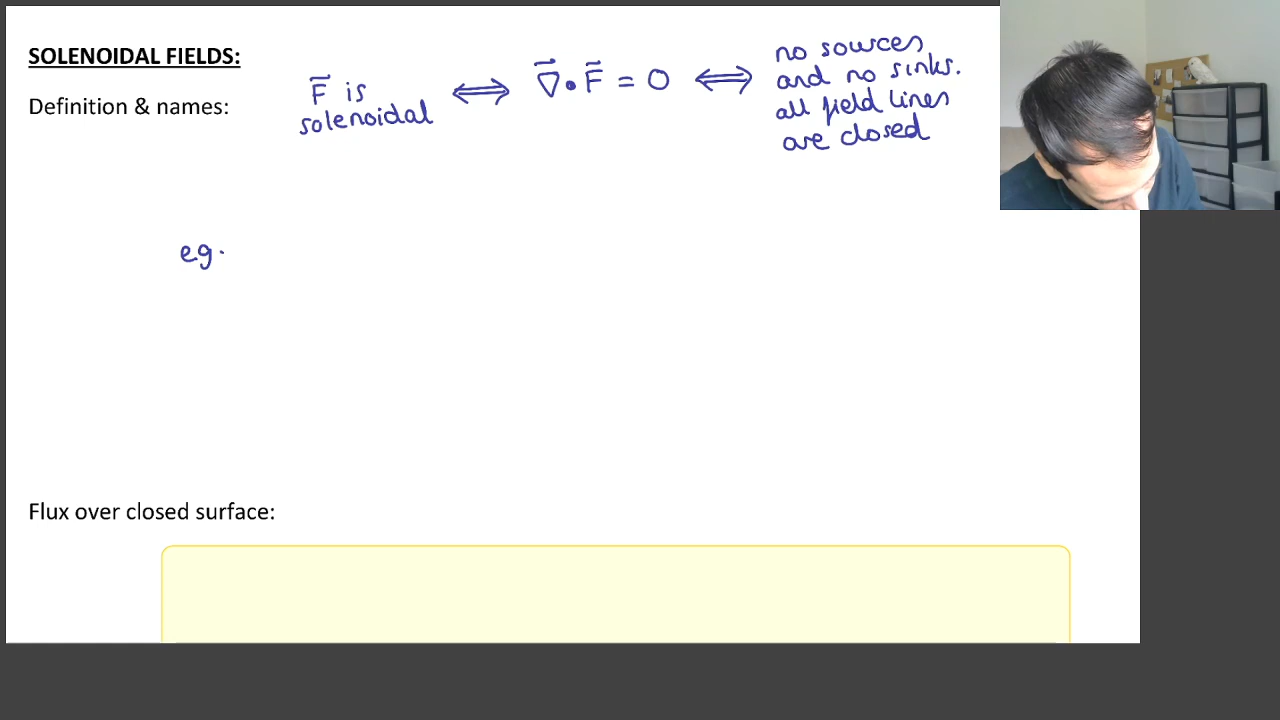 SOLENOIDAL FIELDS:
Definition & names:
F⃗ is
solenoidal
⟺ ∇⃗ • F⃗ = 0 ⟺
no sources
and no sinks.
all field lines
are closed
eg.
Flux over closed surface: